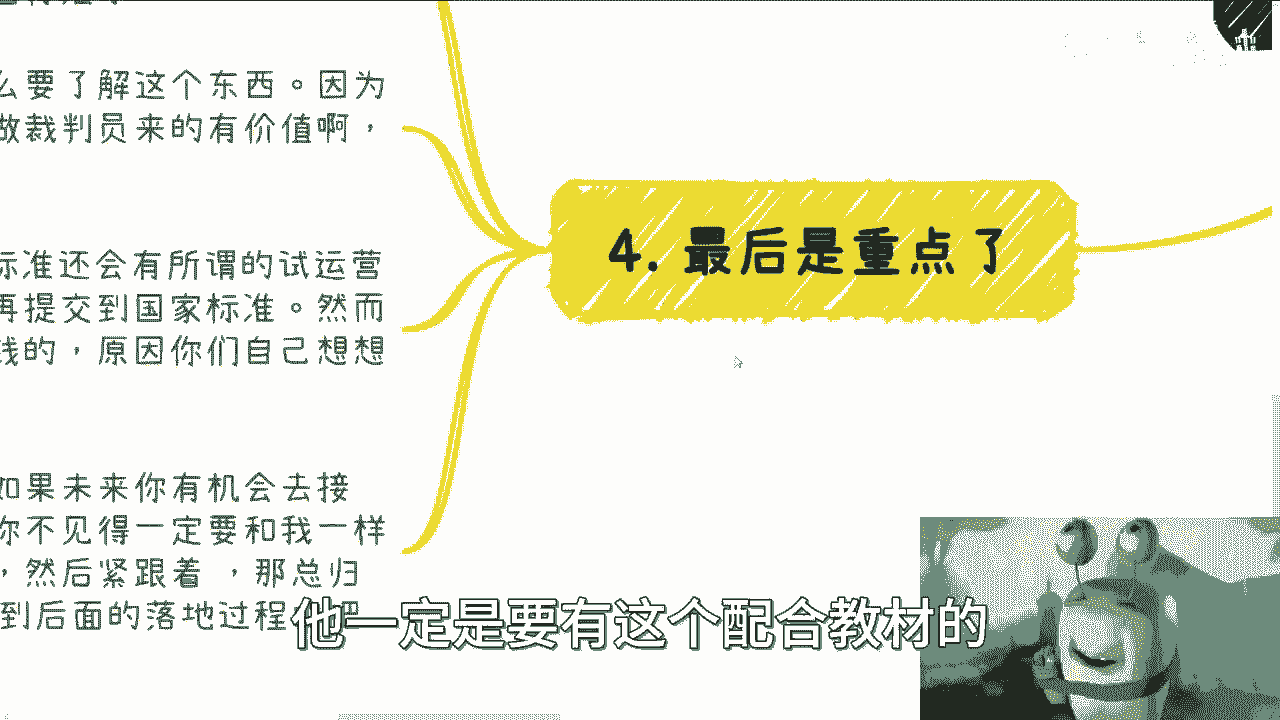 么要了解这个东西。因为
做裁判员来的有价值啊，
标准还会有所谓的试运营
再提交到国家标准。然而
钱的，原因你们自己想想
如果未来你有机会去接
你不见得一定要和我一样
，然后紧跟着 ，那总归
到后面的落地过程
4. 最后是重点了
他一定是要有这个配合教材的